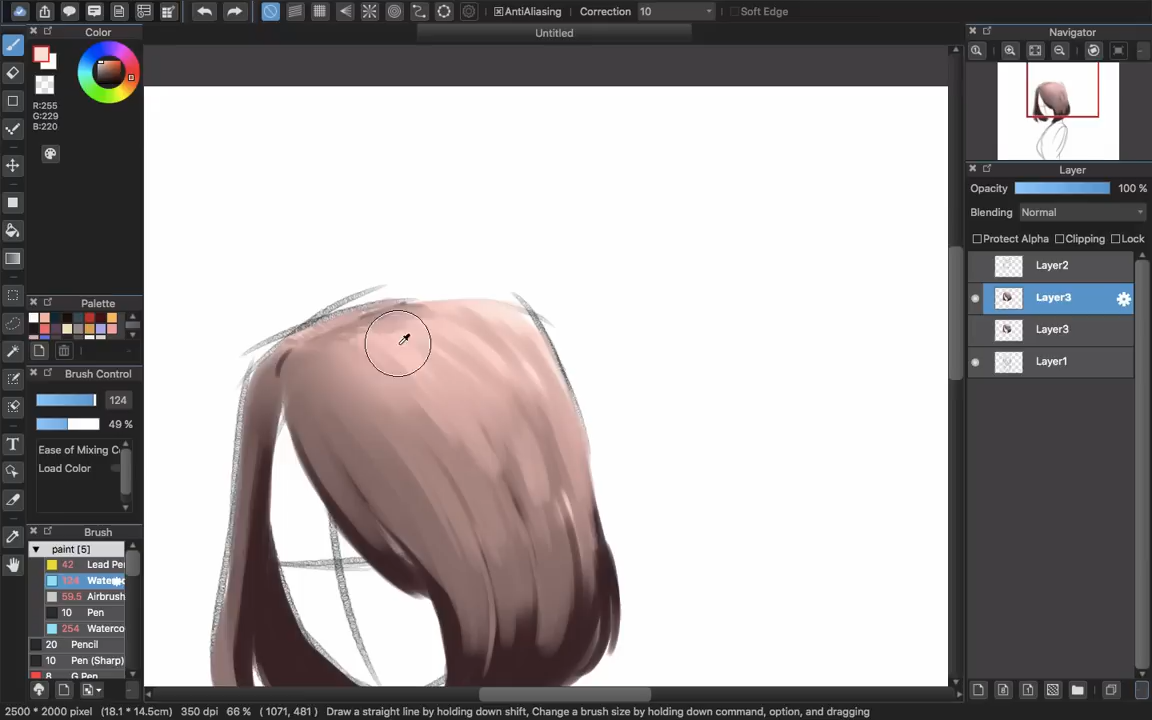 AntiAliasing Correction 10 Soft Edge
Color
Untitled
Navigator
R:255
G:229
B:220
Layer
Opacity 100 %
Blending Normal
Protect Alpha Clipping Lock
Layer2
Layer3
Layer3
Layer1
Palette
Brush Control
124
49 %
Ease of Mixing C
Load Color
Brush
paint [5]
42 Lead Pe
124 Waterc
59.5 Airbrush
10 Pen
254 Waterco
20 Pencil
10 Pen (Sharp)
8 G Pen
T
2500 * 2000 pixel (18.1 * 14.5cm) 350 dpi 66 % ( 1071, 481 ) Draw a straight line by holding down shift, Change a brush size by holding down command, option, and dragging